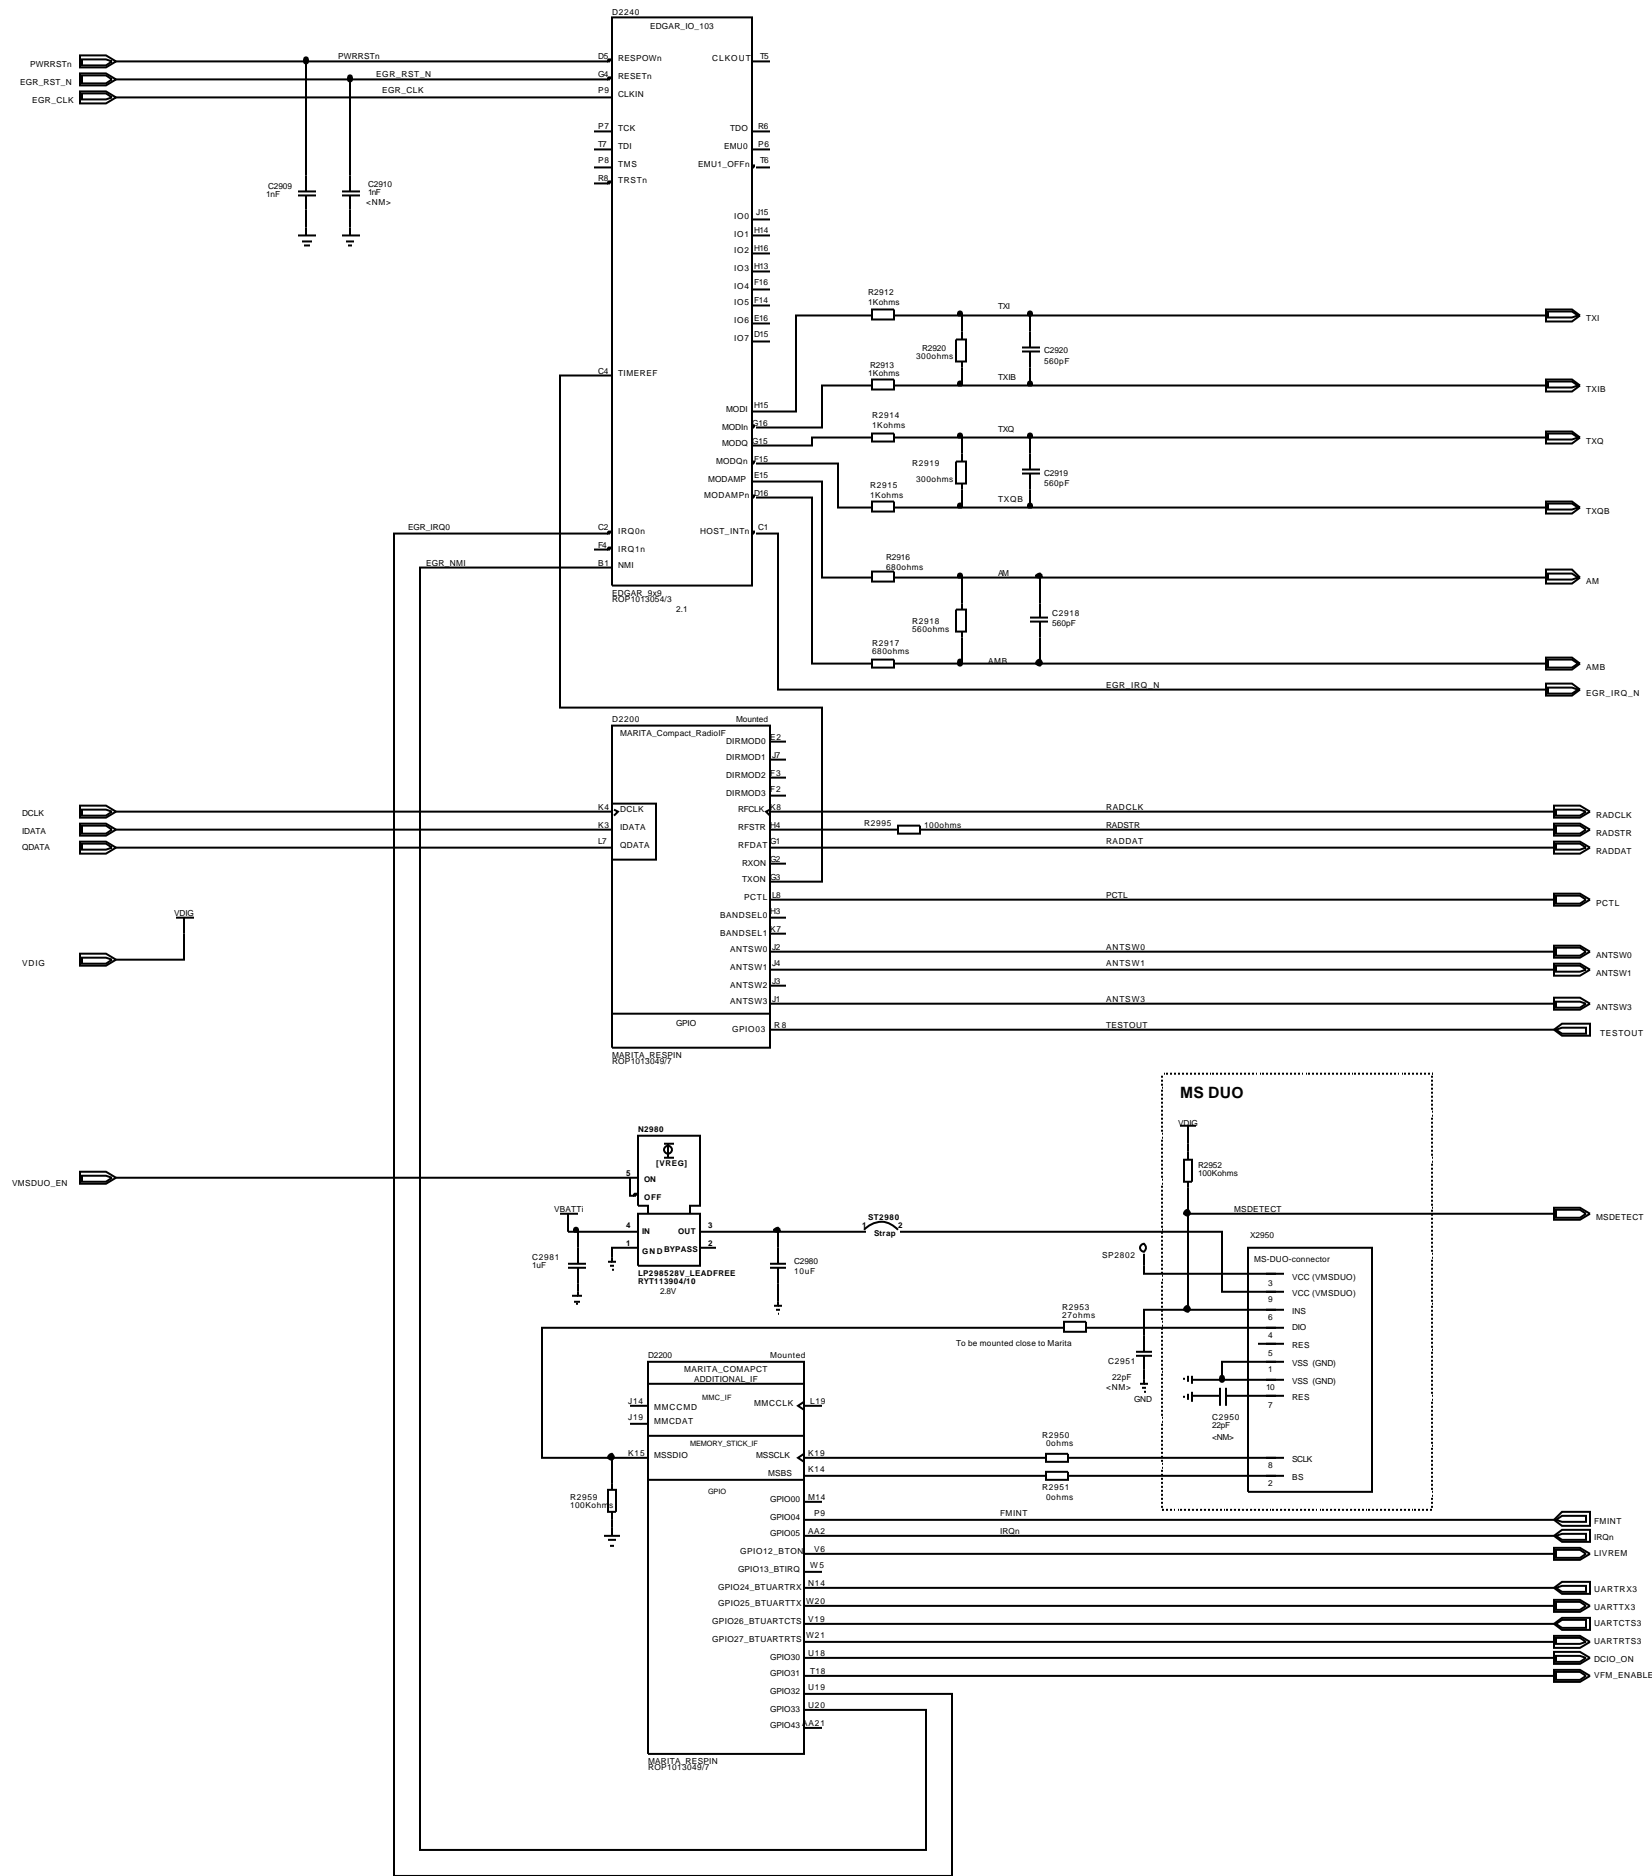 D2240
EDGAR_IO_103
PWRRSTn
PWRRSTn
D5
RESPOWn
CLKOUT
T5
EGR_RST_N
EGR_RST_N
G4
RESETn
EGR_CLK
EGR_CLK
P9
CLKIN
P7
TCK
TDO
R6
T7
TDI
EMU0
P6
P8
TMS
EMU1_OFFn
T6
R8
TRSTn
C2909
1nF
C2910
1nF
<NM>
IO0
J15
IO1
H14
IO2
H16
IO3
H13
IO4
F16
IO5
F14
IO6
E16
IO7
D15
R2912
1Kohms
TXI
TXI
R2920
300ohms
C2920
560pF
R2913
1Kohms
TXIB
TXIB
C4
TIMEREF
MODI
H15
MODIn
G16
MODQ
G15
MODQn
F15
MODAMP
E15
MODAMPn
D16
R2914
1Kohms
TXQ
TXQ
R2919
300ohms
C2919
560pF
R2915
1Kohms
TXQB
TXQB
EGR_IRQ0
C2
IRQ0n
HOST_INTn
C1
F4
IRQ1n
EGR_NMI
B1
NMI
EDGAR_9x9
ROP1013054/3
2.1
R2916
680ohms
AM
AM
R2918
560ohms
C2918
560pF
R2917
680ohms
AMB
AMB
EGR_IRQ_N
EGR_IRQ_N
D2200
Mounted
MARITA_Compact_RadioIF
DIRMOD0
E2
DIRMOD1
J7
DIRMOD2
F3
DIRMOD3
F2
DCLK
K4
DCLK
RFCLK
K8
RADCLK
RADCLK
IDATA
K3
IDATA
RFSTR
H4
R2995
100ohms
RADSTR
RADSTR
QDATA
L7
QDATA
RFDAT
G1
RADDAT
RADDAT
RXON
G2
TXON
G3
PCTL
L8
PCTL
PCTL
BANDSEL0
H3
BANDSEL1
K7
VDIG
VDIG
ANTSW0
J2
ANTSW0
ANTSW0
ANTSW1
J4
ANTSW1
ANTSW1
ANTSW2
J3
ANTSW3
J1
ANTSW3
ANTSW3
GPIO
GPIO03
R8
TESTOUT
TESTOUT
MARITA_RESPIN
ROP1013049/7
MS DUO
VDIG
R2952
100Kohms
N2980
[VREG]
VMSDUO_EN
5
ON
OFF
VBATTi
4
IN
OUT
3
1
GND
BYPASS
2
C2981
1uF
LP298528V_LEADFREE
RYT113904/10
2.8V
C2980
10uF
ST2980
1
2
Strap
MSDETECT
MSDETECT
X2950
MS-DUO-connector
SP2802
3
VCC (VMSDUO)
9
VCC (VMSDUO)
6
INS
4
DIO
5
RES
1
VSS (GND)
10
VSS (GND)
7
RES
8
SCLK
2
BS
R2953
27ohms
To be mounted close to Marita
C2951
22pF
<NM>
GND
C2950
22pF
<NM>
D2200
Mounted
MARITA_COMAPCT
ADDITIONAL_IF
MMC_IF
J14
MMCCMD
MMCCLK
L19
J19
MMCDAT
MEMORY_STICK_IF
K15
MSSDIO
MSSCLK
K19
R2950
0ohms
MSBS
K14
R2951
0ohms
R2959
100Kohms
GPIO
GPIO00
M14
GPIO04
P9
FMINT
FMINT
GPIO05
AA2
IRQn
IRQn
GPIO12_BTON
V6
LIVREM
GPIO13_BTIRQ
W5
GPIO24_BTUARTRX
N14
UARTRX3
GPIO25_BTUARTTX
W20
UARTTX3
GPIO26_BTUARTCTS
V19
UARTCTS3
GPIO27_BTUARTRTS
W21
UARTRTS3
GPIO30
U18
DCIO_ON
GPIO31
T18
VFM_ENABLE
GPIO32
U19
GPIO33
U20
GPIO43
AA21
MARITA_RESPIN
ROP1013049/7